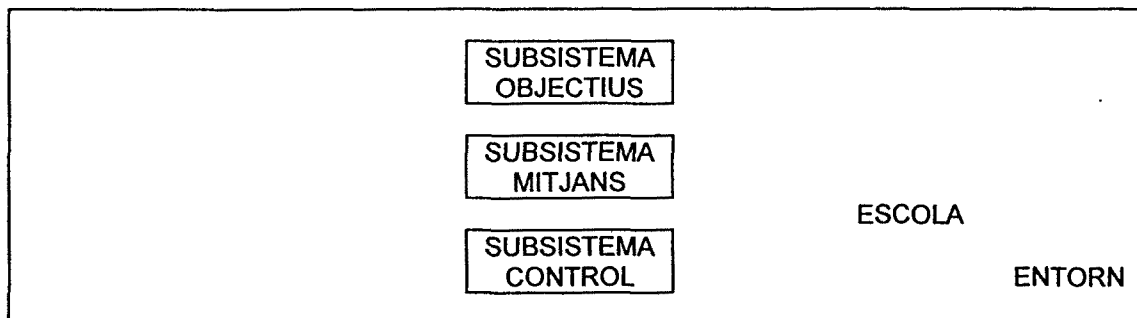 SUBSISTEMA
OBJECTIUS
SUBSISTEMA
MITJANS
ESCOLA
SUBSISTEMA
CONTROL
ENTORN